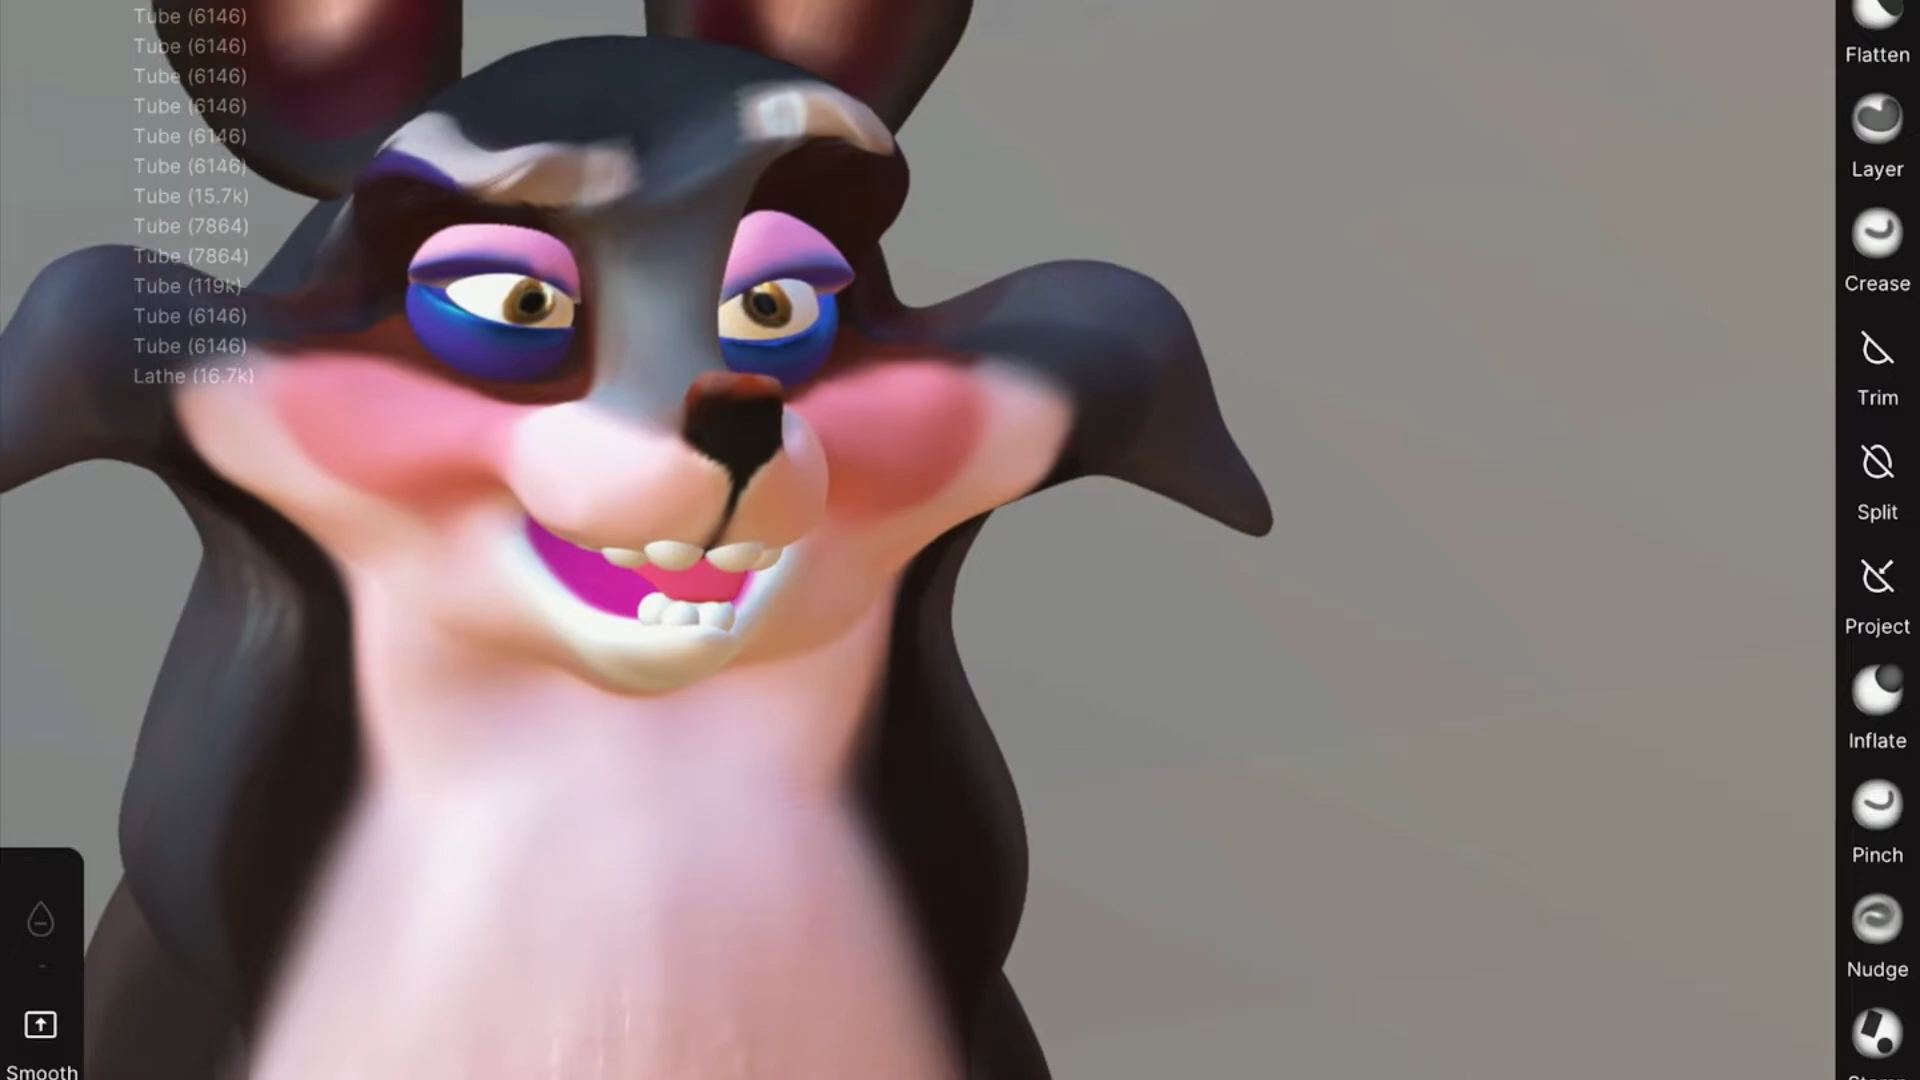 Tube (6146)
Tube (6146)
Tube (6146)
Tube (6146)
Tube (6146)
Tube (6146)
Tube (15.7k)
Tube (7864)
Tube (7864)
Tube (119k)
Tube (6146)
Tube (6146)
Lathe (16.7k)
Smooth
Flatten
Layer
Crease
Trim
Split
Project
Inflate
Pinch
Nudge